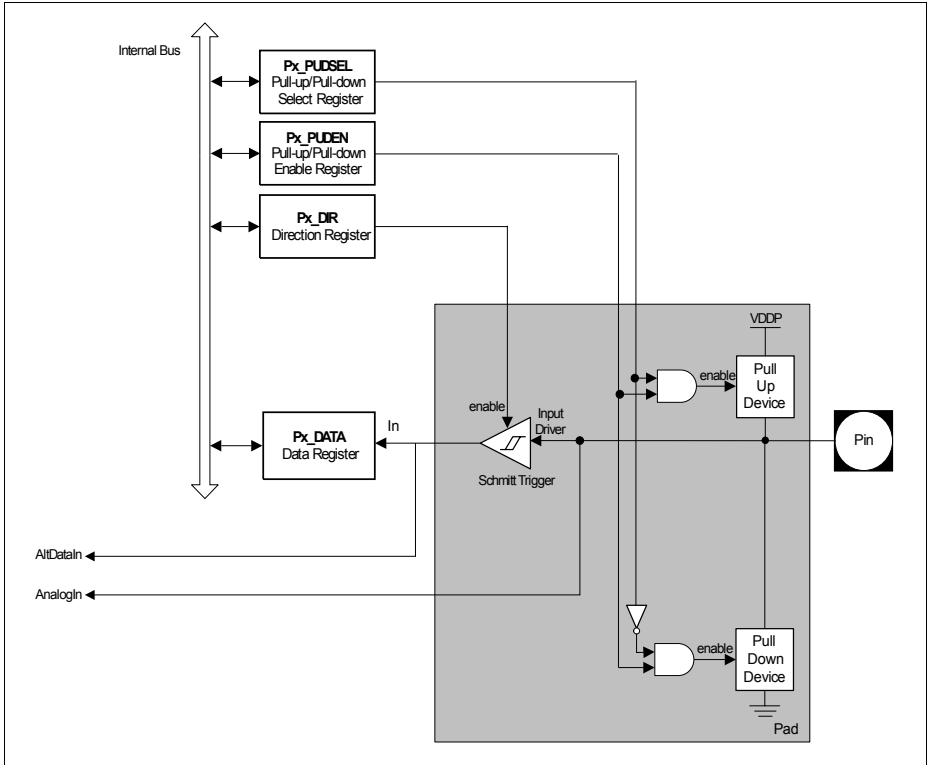 Internal Bus
Px_PUDSEL
Pull-up/Pull-down
Select Register
Px_PUDEN
Pull-up/Pull-down
Enable Register
Px_DIR
Direction Register
VDDP
Pull
Up
Device
enable
enable
Input
Driver
In
Px_DATA
Data Register
Schmitt Trigger
Pin
AltDataIn
AnalogIn
enable
Pull
Down
Device
Pad